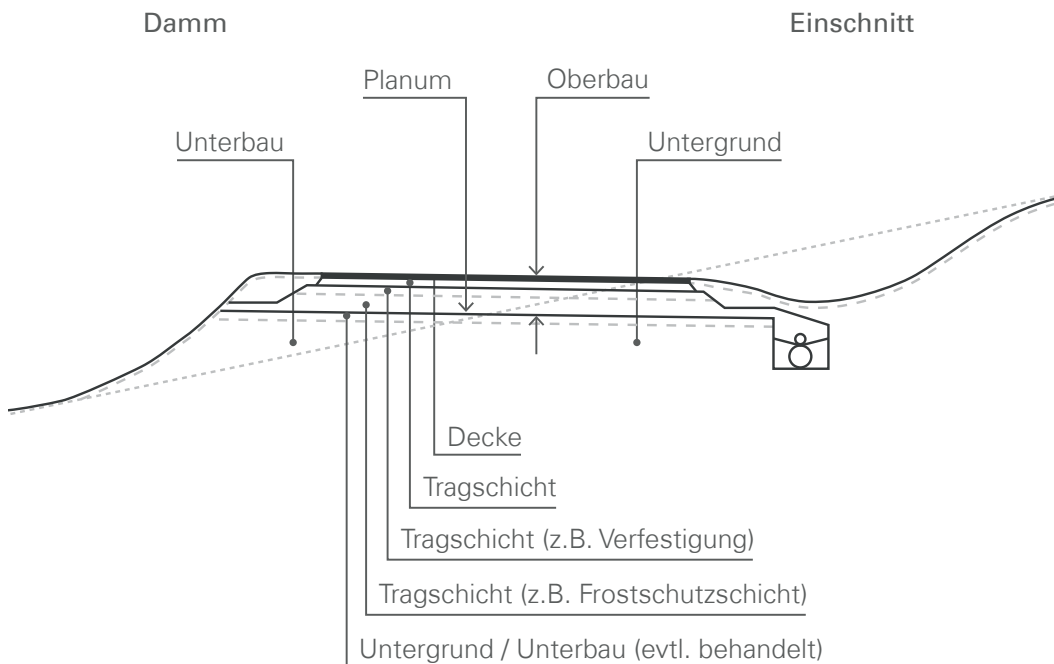 Damm
Einschnitt
Planum
Oberbau
Unterbau
Untergrund
Decke
Tragschicht
Tragschicht (z.B. Verfestigung)
Tragschicht (z.B. Frostschutzschicht)
Untergrund / Unterbau (evtl. behandelt)